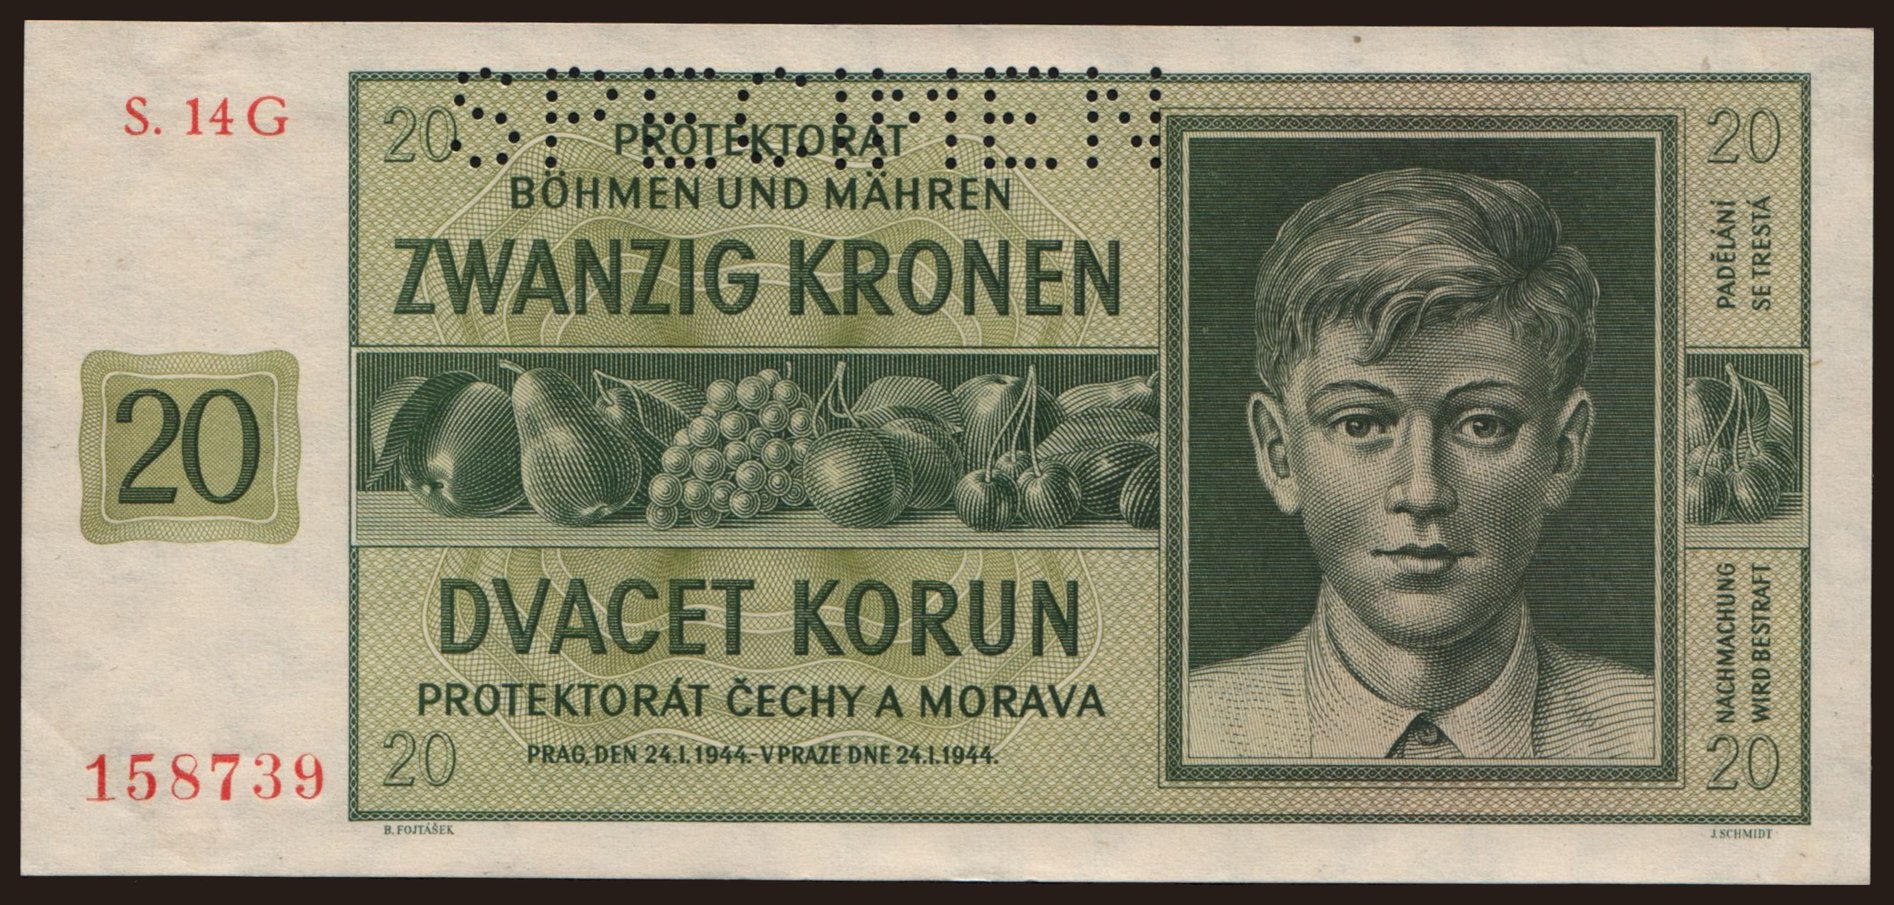 S. 14 G
20
SPECIMEN
20
PROTEKTORAT
BÖHMEN UND MÄHREN
ZWANZIG KRONEN
PADĚLÁNÍ
SE TRESTÁ
20
DVACET KORUN
PROTEKTORÁT ČECHY A MORAVA
PRAG, DEN 24.I.1944.-V PRAZE DNE 24.I.1944.
NACHMACHUNG
WIRD BESTRAFT
158739
20
20
B. FOJTÁŠEK
J. SCHMIDT